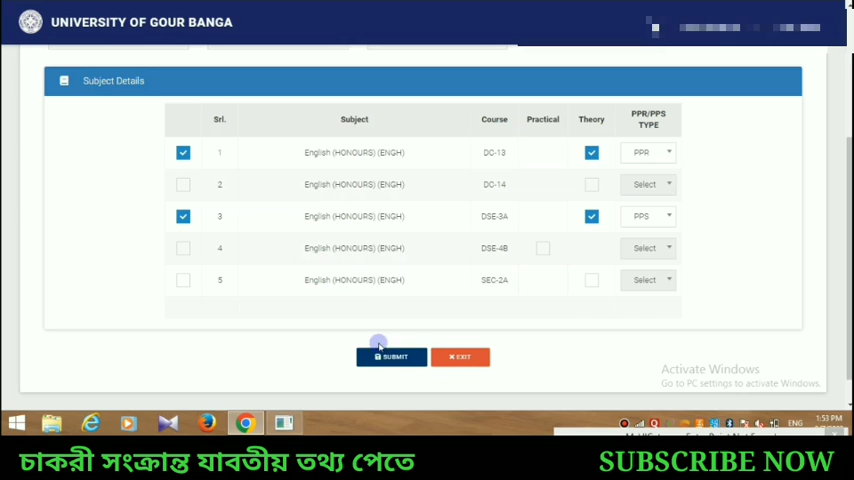 UNIVERSITY OF GOUR BANGA
Subject Details
Srl. Subject Course Practical Theory PPR/PPS TYPE
1 English (HONOURS) (ENGH) DC-13 PPR
2 English (HONOURS) (ENGH) DC-14 Select
3 English (HONOURS) (ENGH) DSE-3A PPS
4 English (HONOURS) (ENGH) DSE-4B Select
5 English (HONOURS) (ENGH) SEC-2A Select
SUBMIT EXIT
Activate Windows
Go to PC settings to activate Windows.
ENG 1:53 PM
চাকরী সংক্রান্ত যাবতীয় তথ্য পেতে SUBSCRIBE NOW